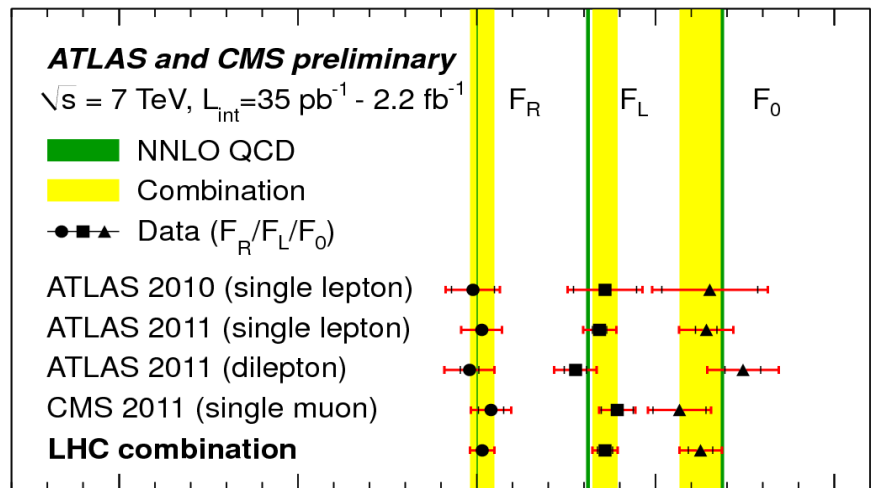 ATLAS and CMS preliminary
√s = 7 TeV, L_int=35 pb⁻¹ - 2.2 fb⁻¹
F_R F_L F_0
NNLO QCD
Combination
Data (F_R/F_L/F_0)
ATLAS 2010 (single lepton)
ATLAS 2011 (single lepton)
ATLAS 2011 (dilepton)
CMS 2011 (single muon)
LHC combination